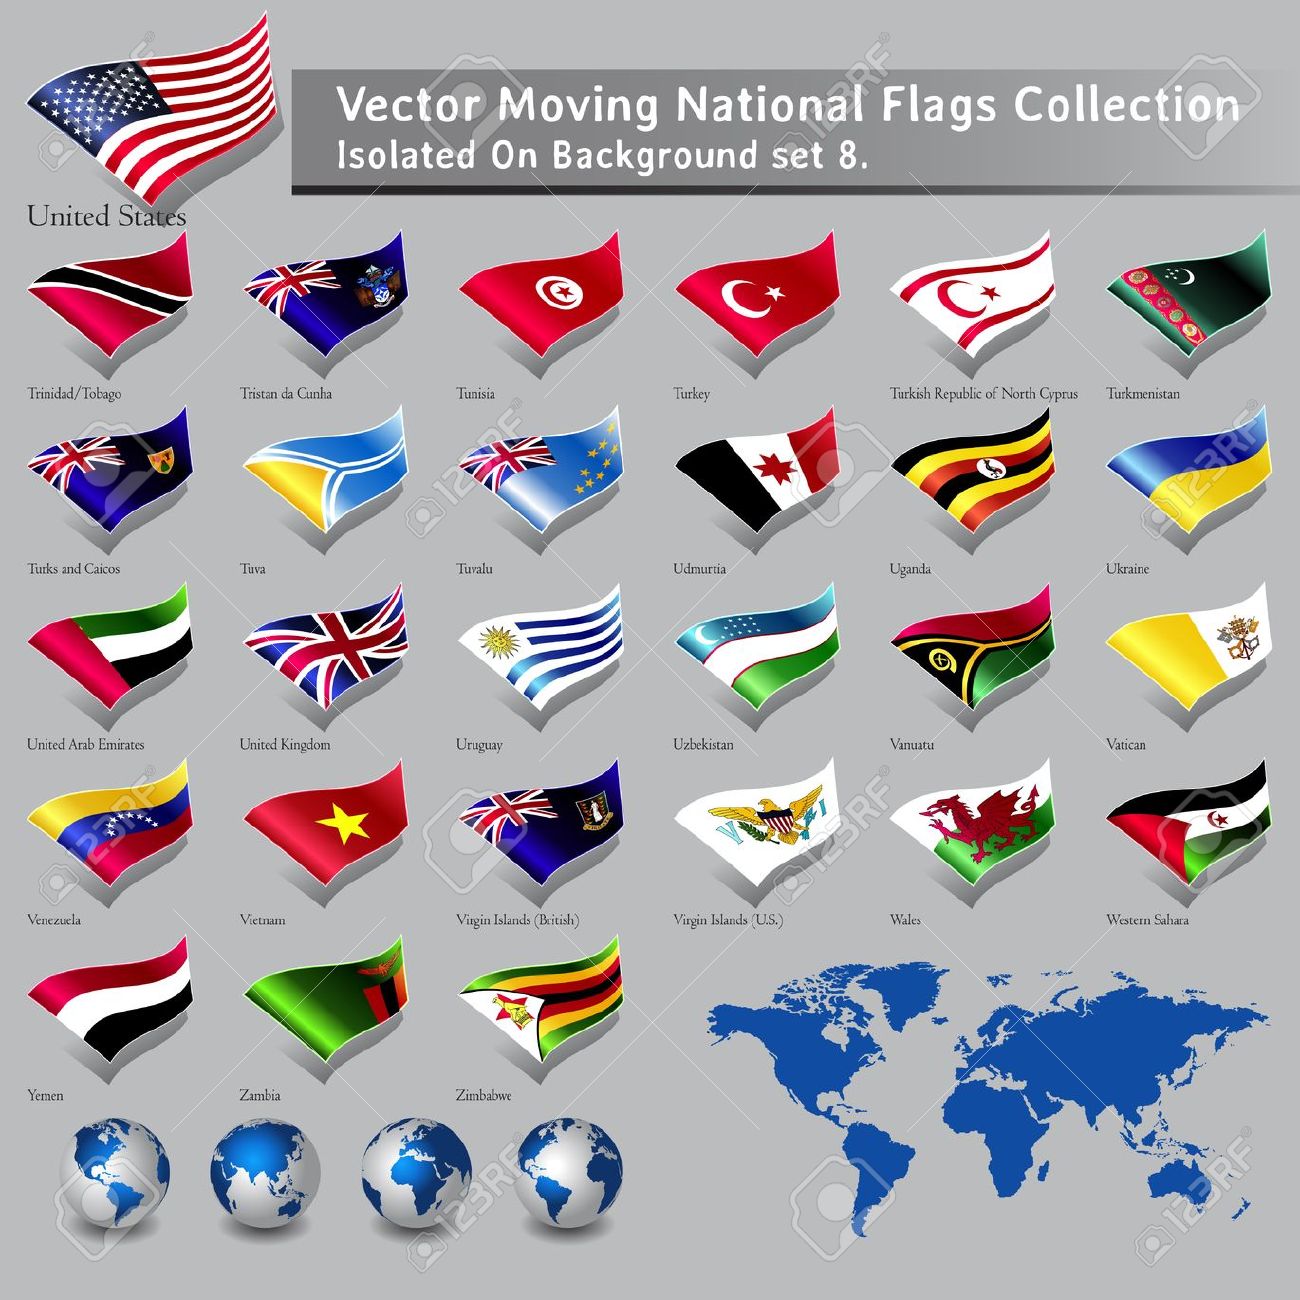 Vector Moving National Flags Collection
Isolated On Background set 8.
United States
Trinidad/Tobago
Tristan da Cunha
Tunisia
Turkey
Turkish Republic of North Cyprus
Turkmenistan
Turks and Caicos
Tuva
Tuvalu
Udmurtia
Uganda
Ukraine
United Arab Emirates
United Kingdom
Uruguay
Uzbekistan
Vanuatu
Vatican
Venezuela
Vietnam
Virgin Islands (British)
V I
Virgin Islands (U.S.)
Wales
Western Sahara
Yemen
Zambia
Zimbabwe
123RF